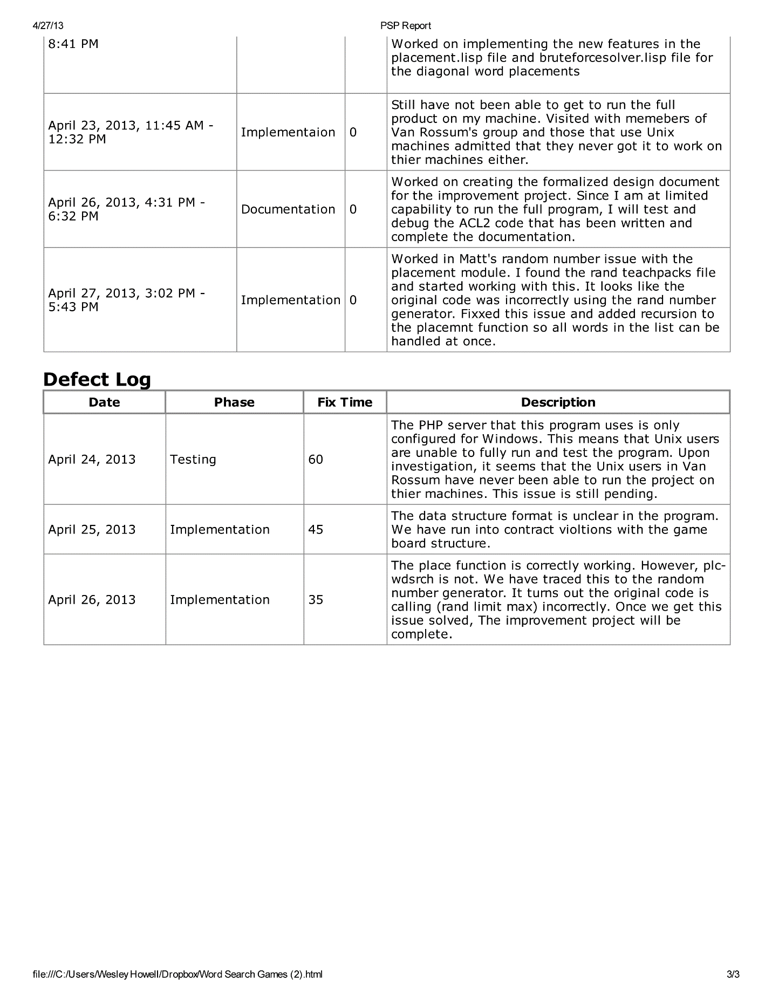 4/27/13
PSP Report
8:41 PM
Worked on implementing the new features in the
placement.lisp file and bruteforcesolver.lisp file for
the diagonal word placements
April 23, 2013, 11:45 AM -
12:32 PM
Implementaion
0
Still have not been able to get to run the full
product on my machine. Visited with memebers of
Van Rossum's group and those that use Unix
machines admitted that they never got it to work on
thier machines either.
April 26, 2013, 4:31 PM -
6:32 PM
Documentation
0
Worked on creating the formalized design document
for the improvement project. Since I am at limited
capability to run the full program, I will test and
debug the ACL2 code that has been written and
complete the documentation.
April 27, 2013, 3:02 PM -
5:43 PM
Implementation
0
Worked in Matt's random number issue with the
placement module. I found the rand teachpacks file
and started working with this. It looks like the
original code was incorrectly using the rand number
generator. Fixxed this issue and added recursion to
the placemnt function so all words in the list can be
handled at once.
Defect Log
Date
Phase
Fix Time
Description
April 24, 2013
Testing
60
The PHP server that this program uses is only
configured for Windows. This means that Unix users
are unable to fully run and test the program. Upon
investigation, it seems that the Unix users in Van
Rossum have never been able to run the project on
thier machines. This issue is still pending.
April 25, 2013
Implementation
45
The data structure format is unclear in the program.
We have run into contract violtions with the game
board structure.
April 26, 2013
Implementation
35
The place function is correctly working. However, plc-
wdsrch is not. We have traced this to the random
number generator. It turns out the original code is
calling (rand limit max) incorrectly. Once we get this
issue solved, The improvement project will be
complete.
file:///C:/Users/Wesley Howell/Dropbox/Word Search Games (2).html
3/3